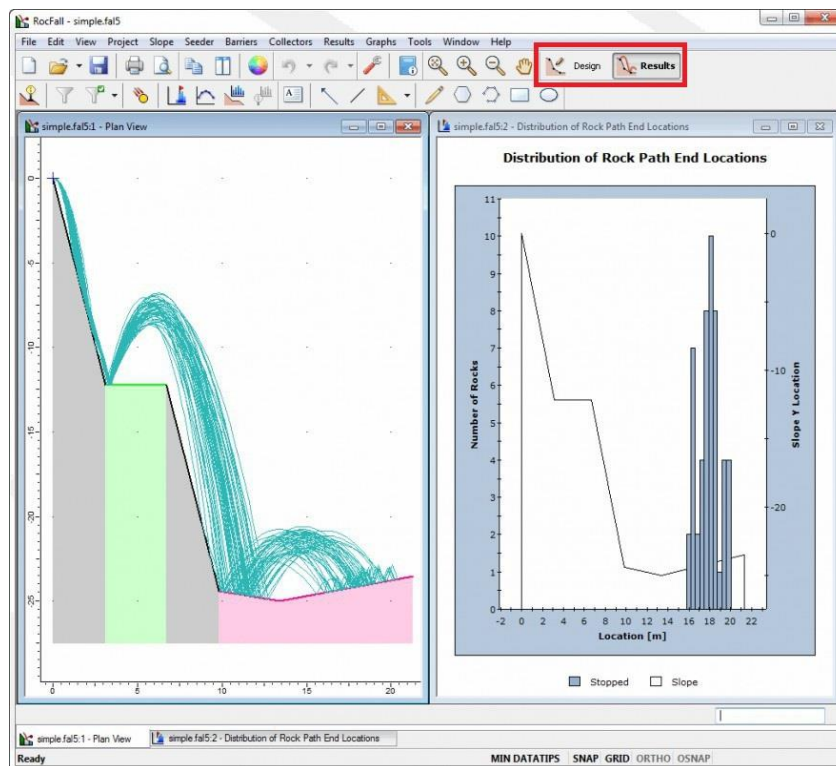 RocFall - simple.fal5
File Edit View Project Slope Seeder Barriers Collectors Results Graphs Tools Window Help
Design Results
simple.fal5:1 - Plan View
simple.fal5:2 - Distribution of Rock Path End Locations
Distribution of Rock Path End Locations
0
-5
-10
-15
-20
-25
0 5 10 15 20
Number of Rocks
11
10
9
8
7
6
5
4
3
2
1
0
0
-10
-20
Slope Y Location
-2 0 2 4 6 8 10 12 14 16 18 20 22
Location [m]
Stopped Slope
simple.fal5:1 - Plan View simple.fal5:2 - Distribution of Rock Path End Locations
Ready MIN DATATIPS SNAP GRID ORTHO OSNAP